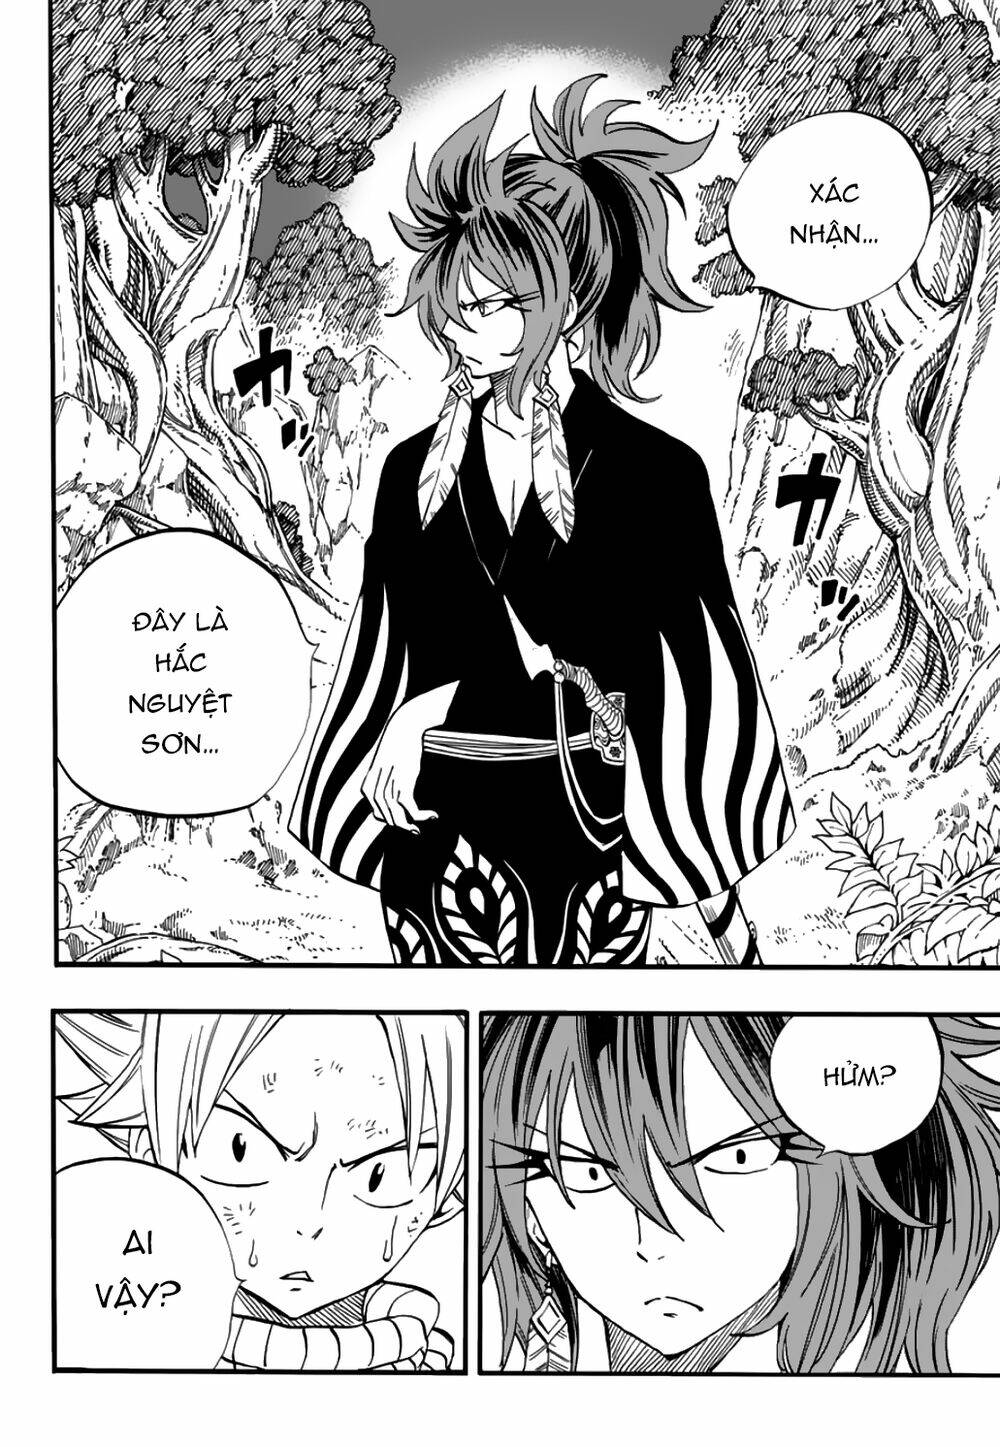 XÁC
NHẬN...
ĐÂY LÀ
HẮC
NGUYỆT
SƠN...
カッ
カッ
HỬM?
AI
VẬY?